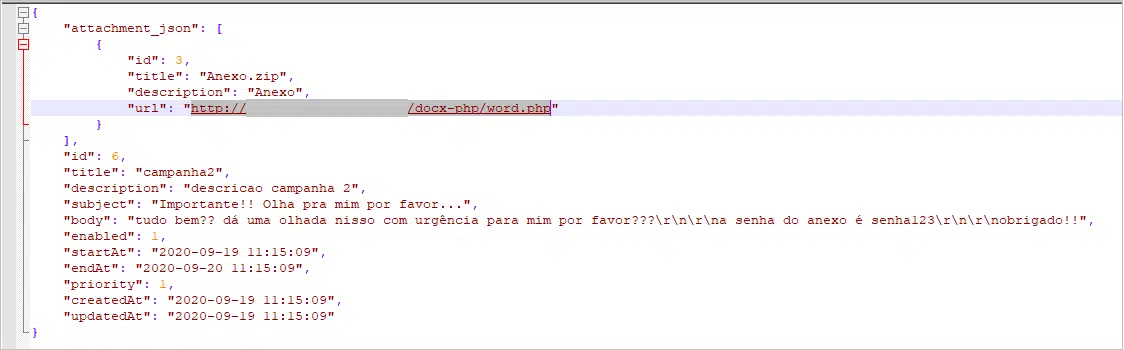 {
"attachment_json": [
{
"id": 3,
"title": "Anexo.zip",
"description": "Anexo",
"url": "http:// /docx-php/word.php"
}
],
"id": 6,
"title": "campanha2",
"description": "descricao campanha 2",
"subject": "Importante!! Olha pra mim por favor...",
"body": "tudo bem?? dá uma olhada nisso com urgência para mim por favor???\r\n\r\na senha do anexo é senha123\r\n\r\nobrigado!!",
"enabled": 1,
"startAt": "2020-09-19 11:15:09",
"endAt": "2020-09-20 11:15:09",
"priority": 1,
"createdAt": "2020-09-19 11:15:09",
"updatedAt": "2020-09-19 11:15:09"
}